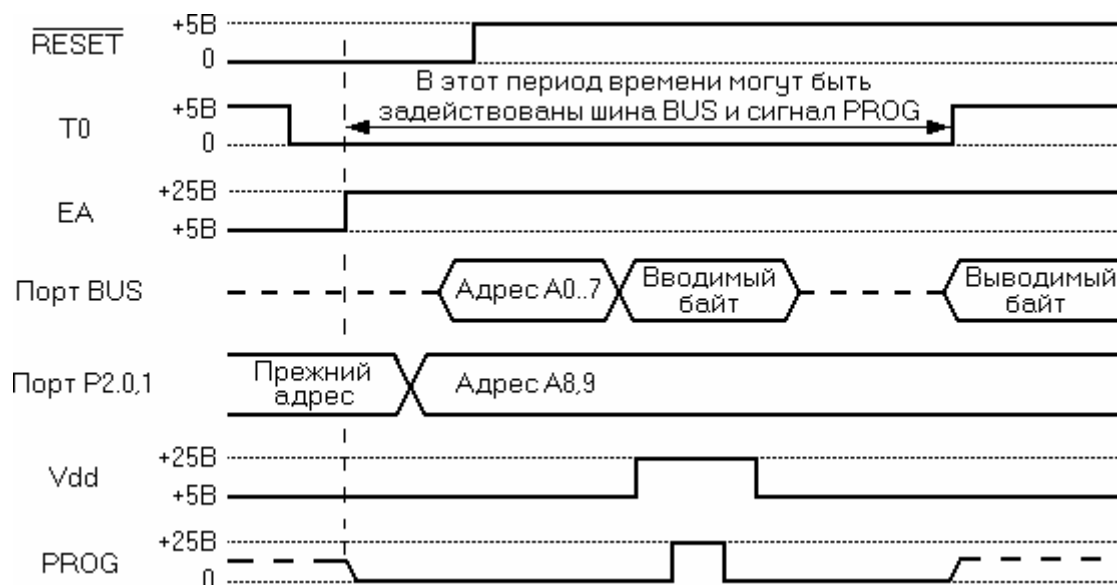 RESET
+5В
0
В этот период времени могут быть
задействованы шина BUS и сигнал PROG
T0
+5В
0
EA
+25В
+5В
Порт BUS
Адрес A0..7
Вводимый
байт
Выводимый
байт
Порт P2.0,1
Прежний
адрес
Адрес A8,9
Vdd
+25В
+5В
PROG
+25В
0